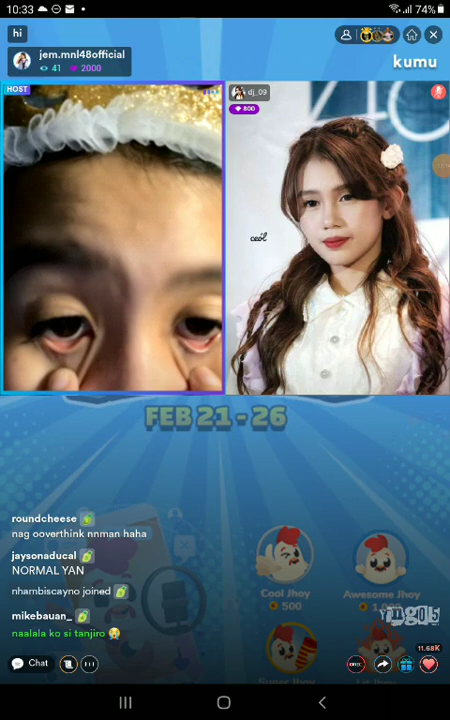 10:33
74%
hi
jem.mnl48official
41 2000
kumu
HOST
dj_09
800
ceól
FEB 21 - 26
roundcheese
nag ooverthink nnman haha
jaysonaducal
NORMAL YAN
nhambiscayno joined
mikebauan_
naalala ko si tanjiro 😭
Cool Jhoy
500
Awesome Jhoy
Chat
11.68K